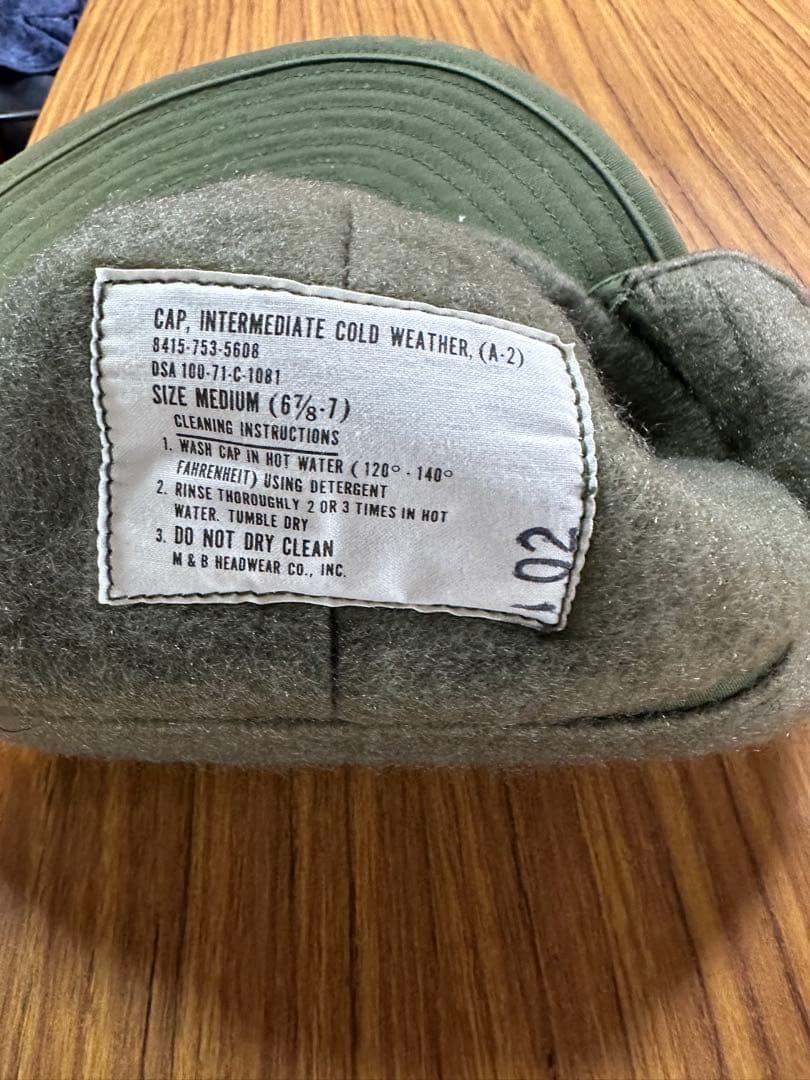 CAP, INTERMEDIATE COLD WEATHER, (A-2)
8415-753-5608
DSA 100-71-C-1081
SIZE MEDIUM (6⅞-7)
CLEANING INSTRUCTIONS
1. WASH CAP IN HOT WATER (120° - 140°
FAHRENHEIT) USING DETERGENT
2. RINSE THOROUGHLY 2 OR 3 TIMES IN HOT
WATER. TUMBLE DRY
3. DO NOT DRY CLEAN
M & B HEADWEAR CO., INC.
02